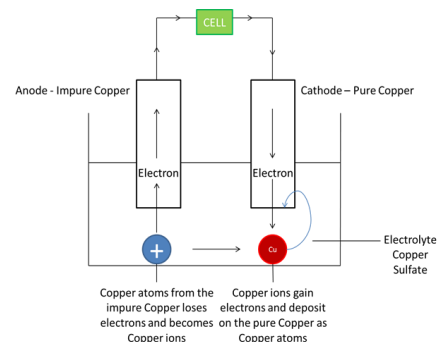 CELL
Anode - Impure Copper
Cathode – Pure Copper
Electron
Electron
+
Cu
Electrolyte
Copper
Sulfate
Copper atoms from the
impure Copper loses
electrons and becomes
Copper ions
Copper ions gain
electrons and deposit
on the pure Copper as
Copper atoms